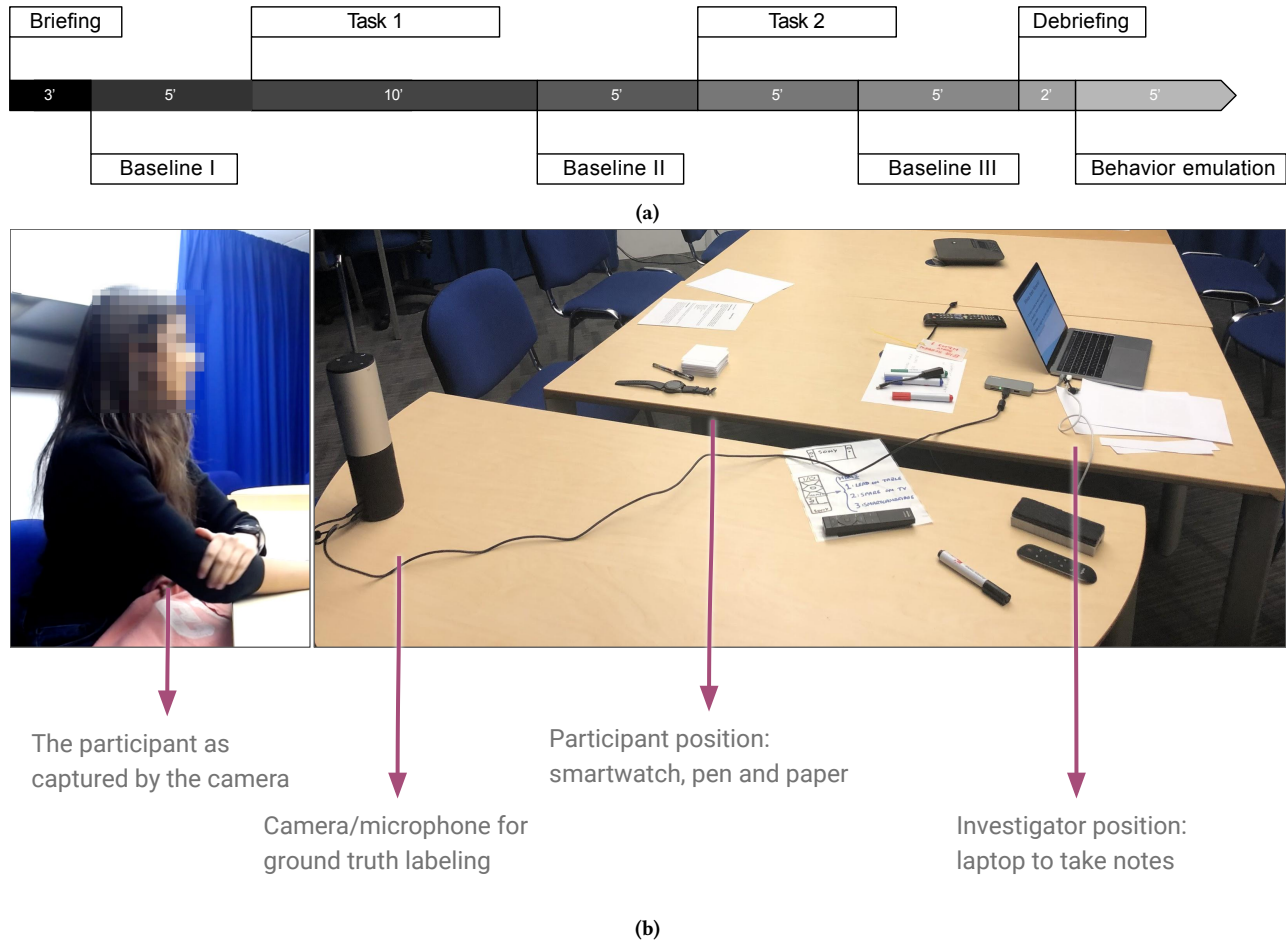 Briefing Task 1 Task 2 Debriefing
3' 5' 10' 5' 5' 5' 2' 5'
Baseline I Baseline II Baseline III Behavior emulation
(a)
The participant as
captured by the camera
Camera/microphone for
ground truth labeling
Participant position:
smartwatch, pen and paper
Investigator position:
laptop to take notes
(b)